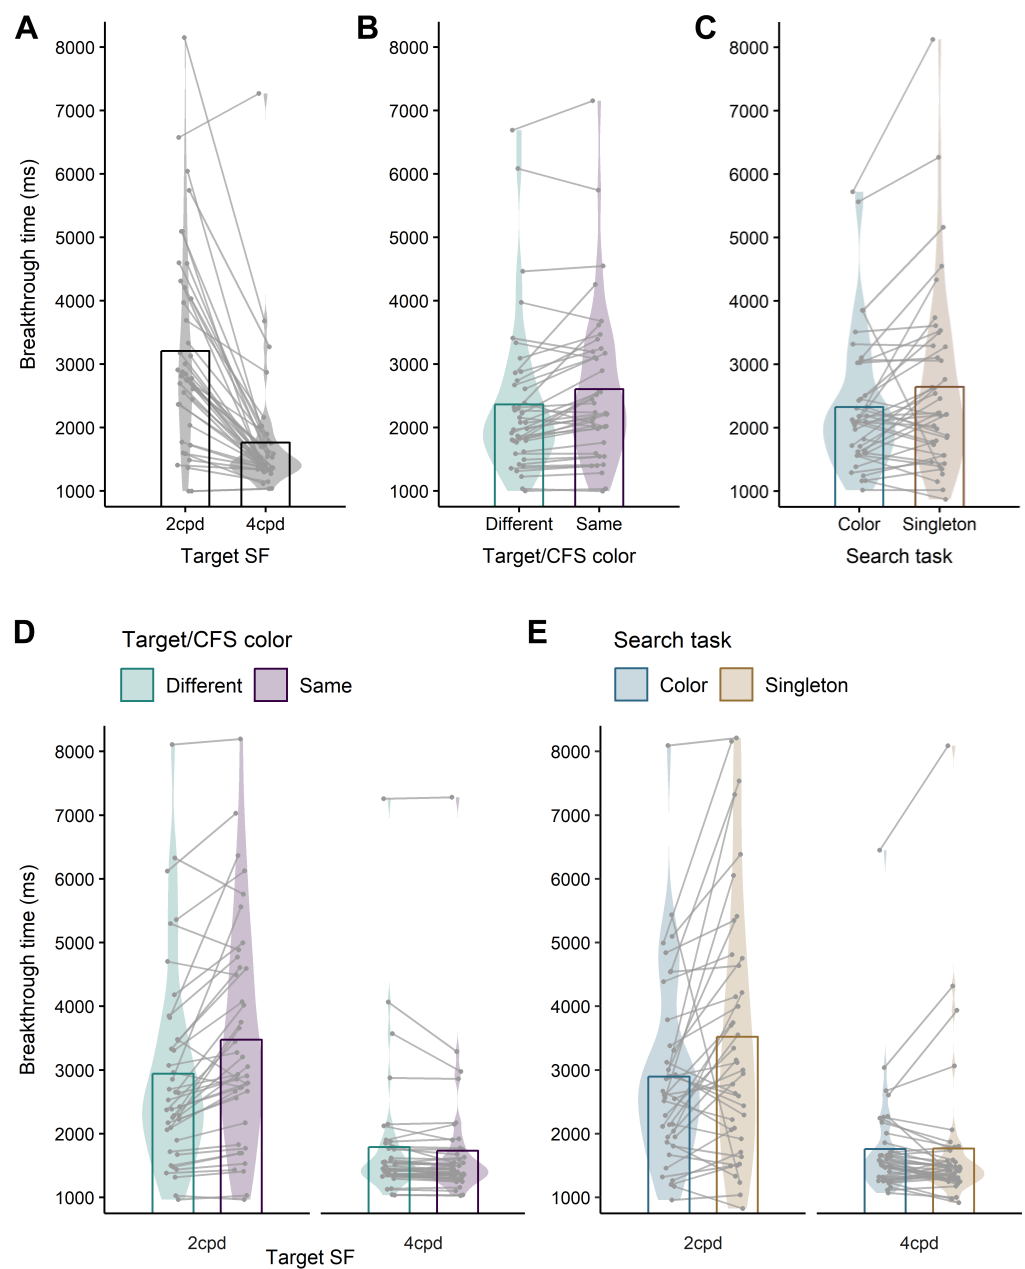 A
Breakthrough time (ms)
8000
7000
6000
5000
4000
3000
2000
1000
2cpd 4cpd
Target SF
B
8000
7000
6000
5000
4000
3000
2000
1000
Different Same
Target/CFS color
C
8000
7000
6000
5000
4000
3000
2000
1000
Color Singleton
Search task
D
Target/CFS color
Different Same
Breakthrough time (ms)
8000
7000
6000
5000
4000
3000
2000
1000
2cpd 4cpd
Target SF
E
Search task
Color Singleton
8000
7000
6000
5000
4000
3000
2000
1000
2cpd 4cpd